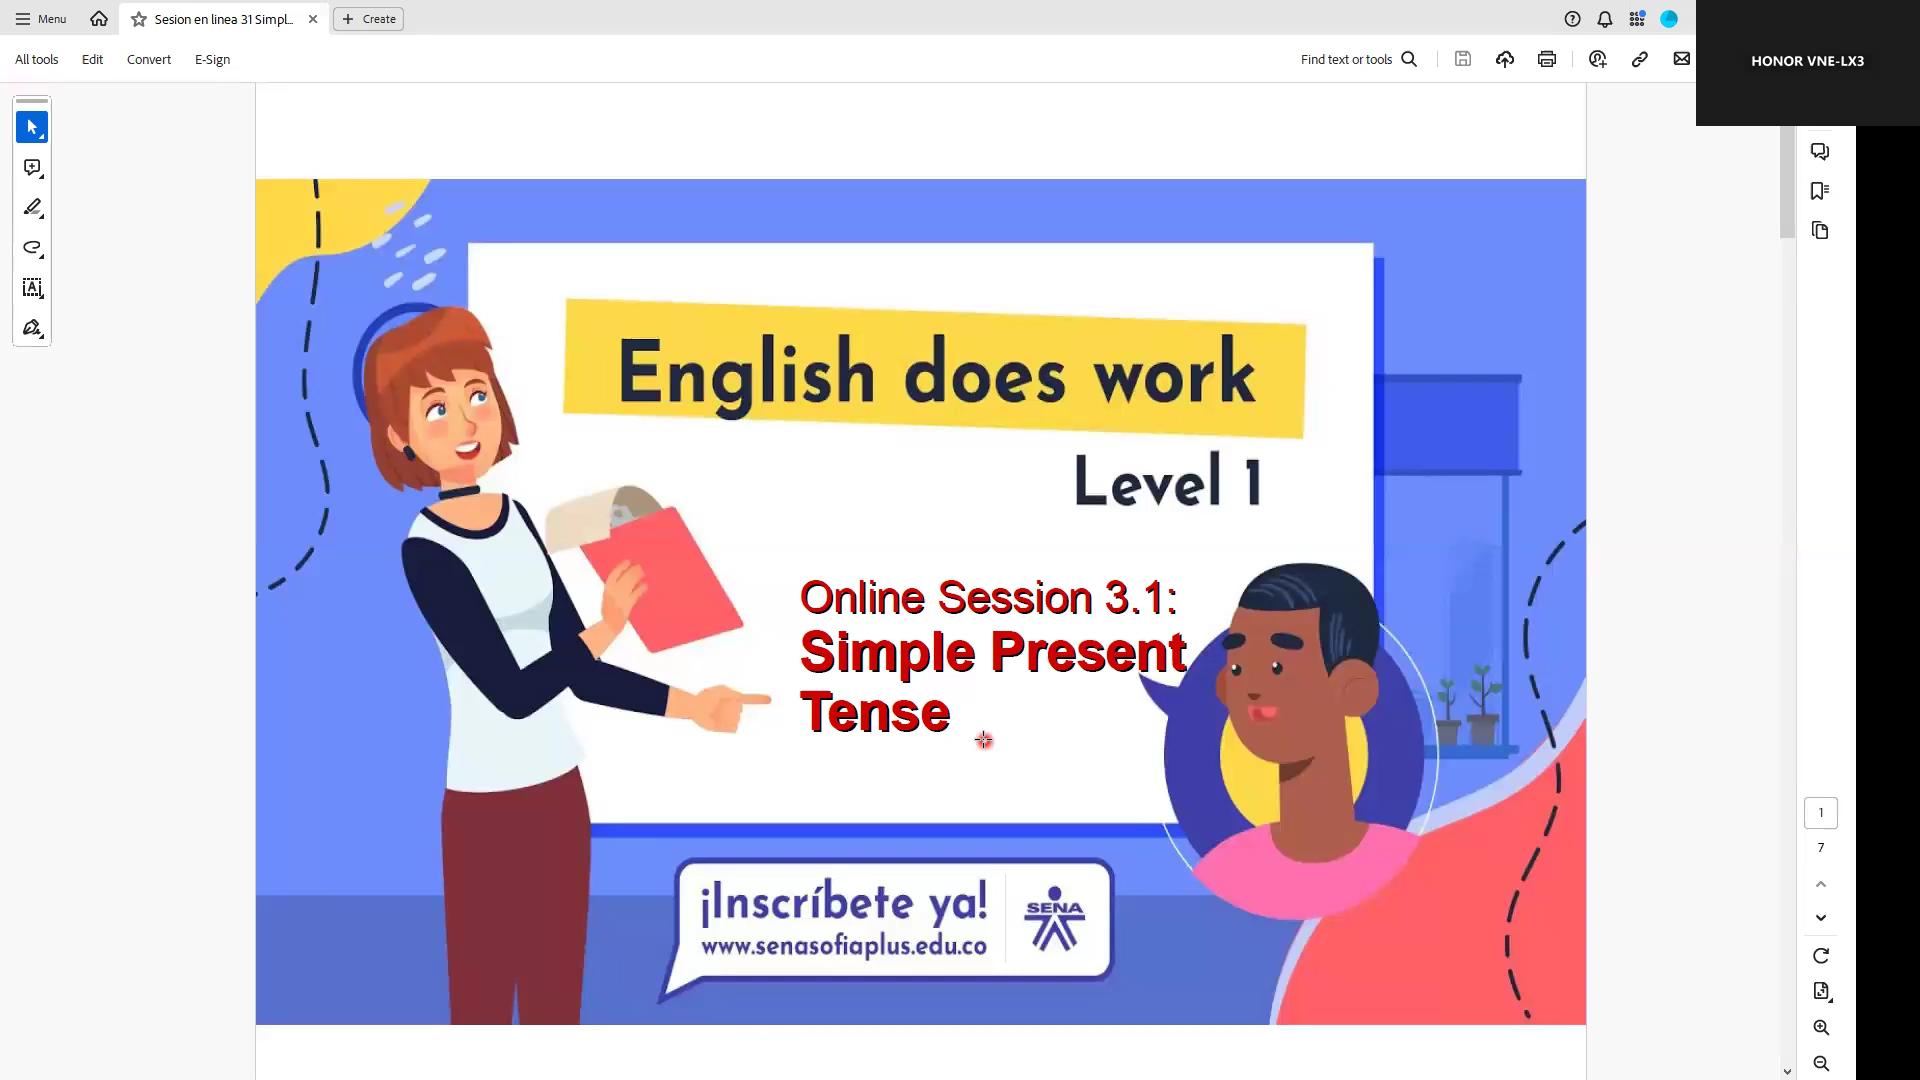 Menu
Sesion en linea 31 Simpl...
Create
All tools
Edit
Convert
E-Sign
Find text or tools
HONOR VNE-LX3
English does work
Level 1
Online Session 3.1:
Simple Present
Tense
¡Inscríbete ya!
www.senasofiaplus.edu.co
SENA
1
7